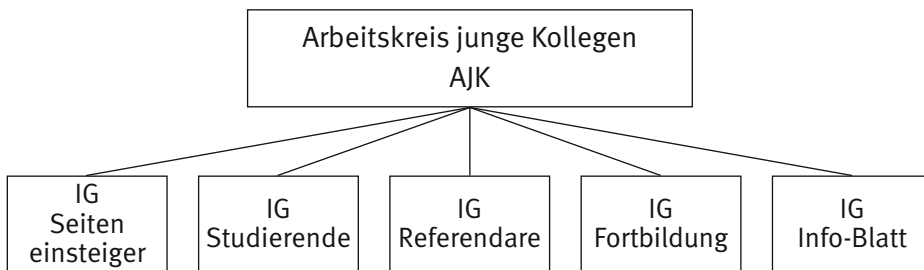 Arbeitskreis junge Kollegen
AJK
IG
Seiten
einsteiger
IG
Studierende
IG
Referendare
IG
Fortbildung
IG
Info-Blatt